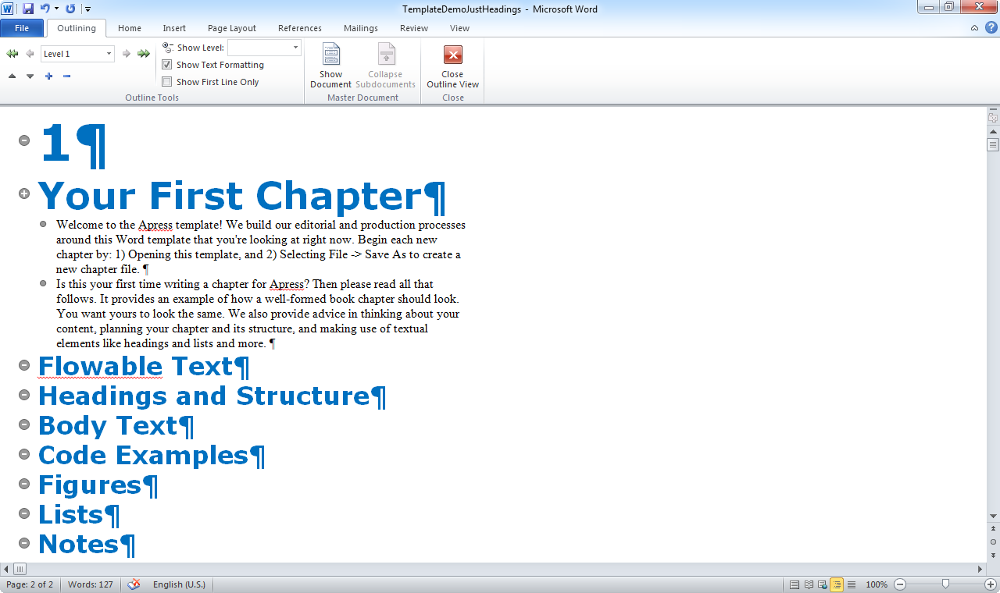 TemplateDemoJustHeadings - Microsoft Word
File Outlining Home Insert Page Layout References Mailings Review View
Level 1
Show Level:
Show Text Formatting
Show First Line Only
Outline Tools
Show
Document
Collapse
Subdocuments
Master Document
Close
Outline View
Close
1¶
Your First Chapter¶
Welcome to the Apress template! We build our editorial and production processes
around this Word template that you're looking at right now. Begin each new
chapter by: 1) Opening this template, and 2) Selecting File -> Save As to create a
new chapter file. ¶
Is this your first time writing a chapter for Apress? Then please read all that
follows. It provides an example of how a well-formed book chapter should look.
You want yours to look the same. We also provide advice in thinking about your
content, planning your chapter and its structure, and making use of textual
elements like headings and lists and more. ¶
Flowable Text¶
Headings and Structure¶
Body Text¶
Code Examples¶
Figures¶
Lists¶
Notes¶
Page: 2 of 2 Words: 127 English (U.S.) 100%